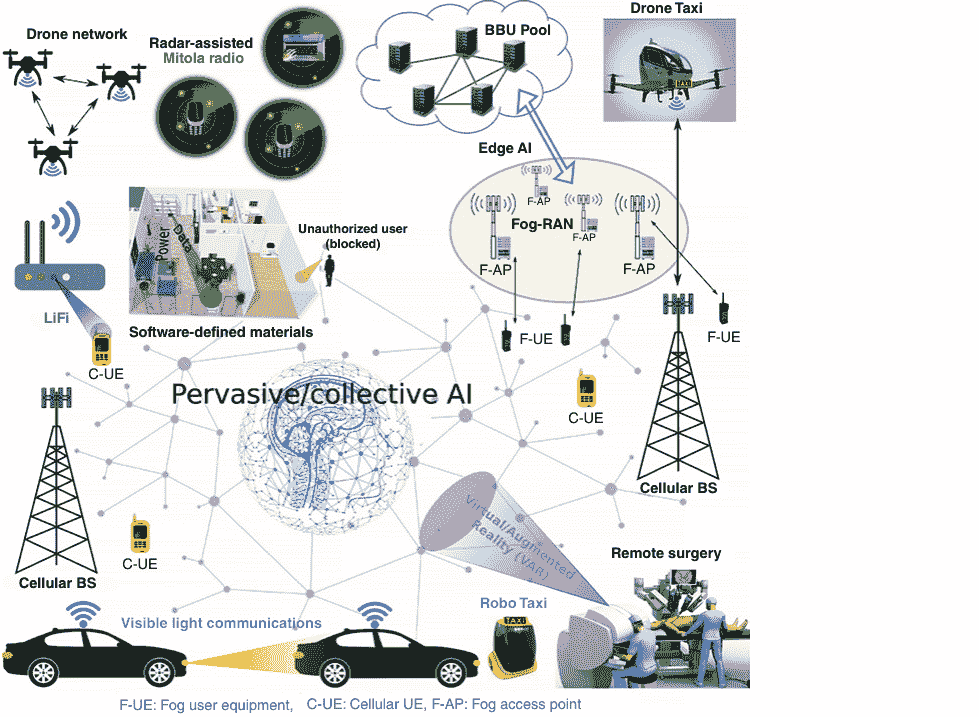 Drone network
Radar-assisted
Mitola radio
BBU Pool
Drone Taxi
TAXI
Edge AI
F-AP
Fog-RAN
F-AP
F-AP
F-AP
F-UE
F-UE
Power
Data
Unauthorized user
(blocked)
LiFi
Software-defined materials
C-UE
Pervasive/collective AI
C-UE
Cellular BS
Virtual/Augmented
Reality (VAR)
C-UE
Cellular BS
Remote surgery
Visible light communications
Robo Taxi
TAXI
F-UE: Fog user equipment, C-UE: Cellular UE, F-AP: Fog access point